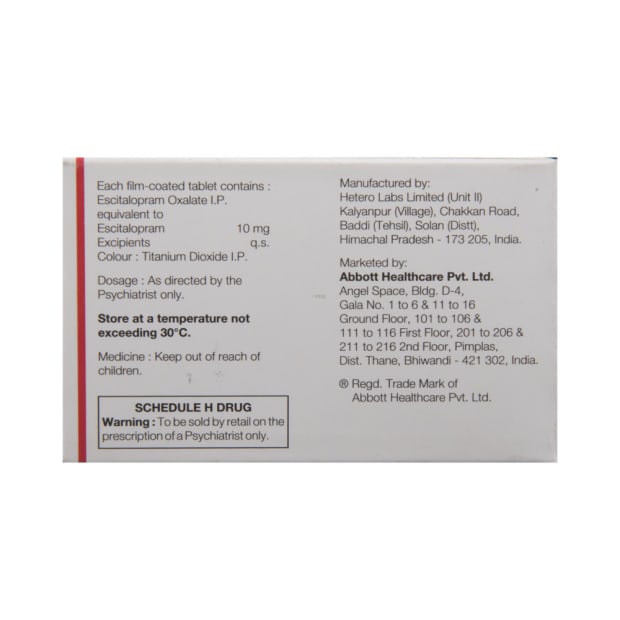 Each film-coated tablet contains :
Escitalopram Oxalate I.P.
equivalent to
Escitalopram 10 mg
Excipients q.s.
Colour : Titanium Dioxide I.P.
Dosage : As directed by the
Psychiatrist only.
Store at a temperature not
exceeding 30°C.
Medicine : Keep out of reach of
children.
SCHEDULE H DRUG
Warning : To be sold by retail on the
prescription of a Psychiatrist only.
Manufactured by:
Hetero Labs Limited (Unit II)
Kalyanpur (Village), Chakkan Road,
Baddi (Tehsil), Solan (Distt),
Himachal Pradesh - 173 205, India.
Marketed by:
Abbott Healthcare Pvt. Ltd.
Angel Space, Bldg. D-4,
Gala No. 1 to 6 & 11 to 16
Ground Floor, 101 to 106 &
111 to 116 First Floor, 201 to 206 &
211 to 216 2nd Floor, Pimplas,
Dist. Thane, Bhiwandi - 421 302, India.
® Regd. Trade Mark of
Abbott Healthcare Pvt. Ltd.